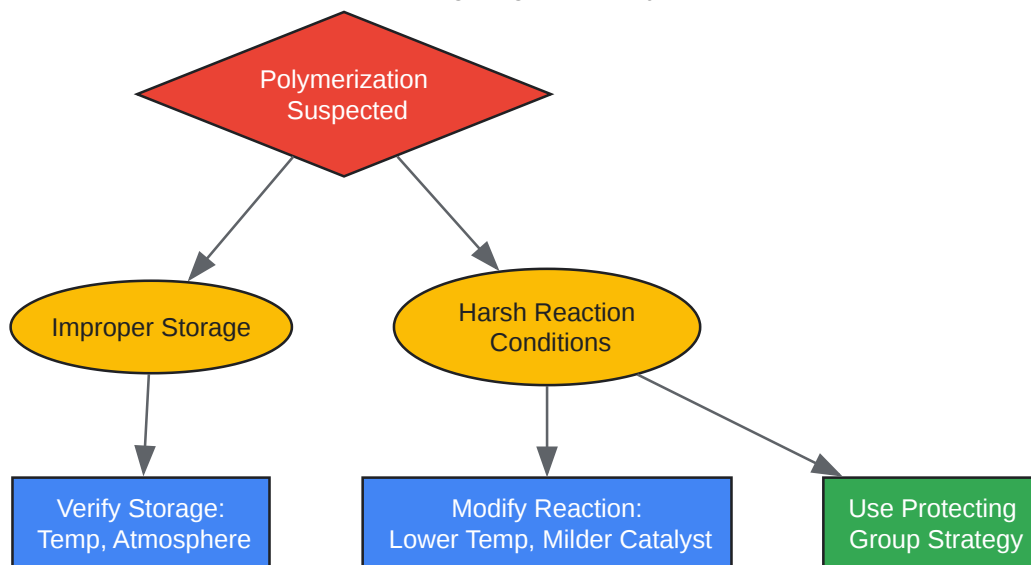 Polymerization
Suspected
Improper Storage
Harsh Reaction
Conditions
Verify Storage:
Temp, Atmosphere
Modify Reaction:
Lower Temp, Milder Catalyst
Use Protecting
Group Strategy